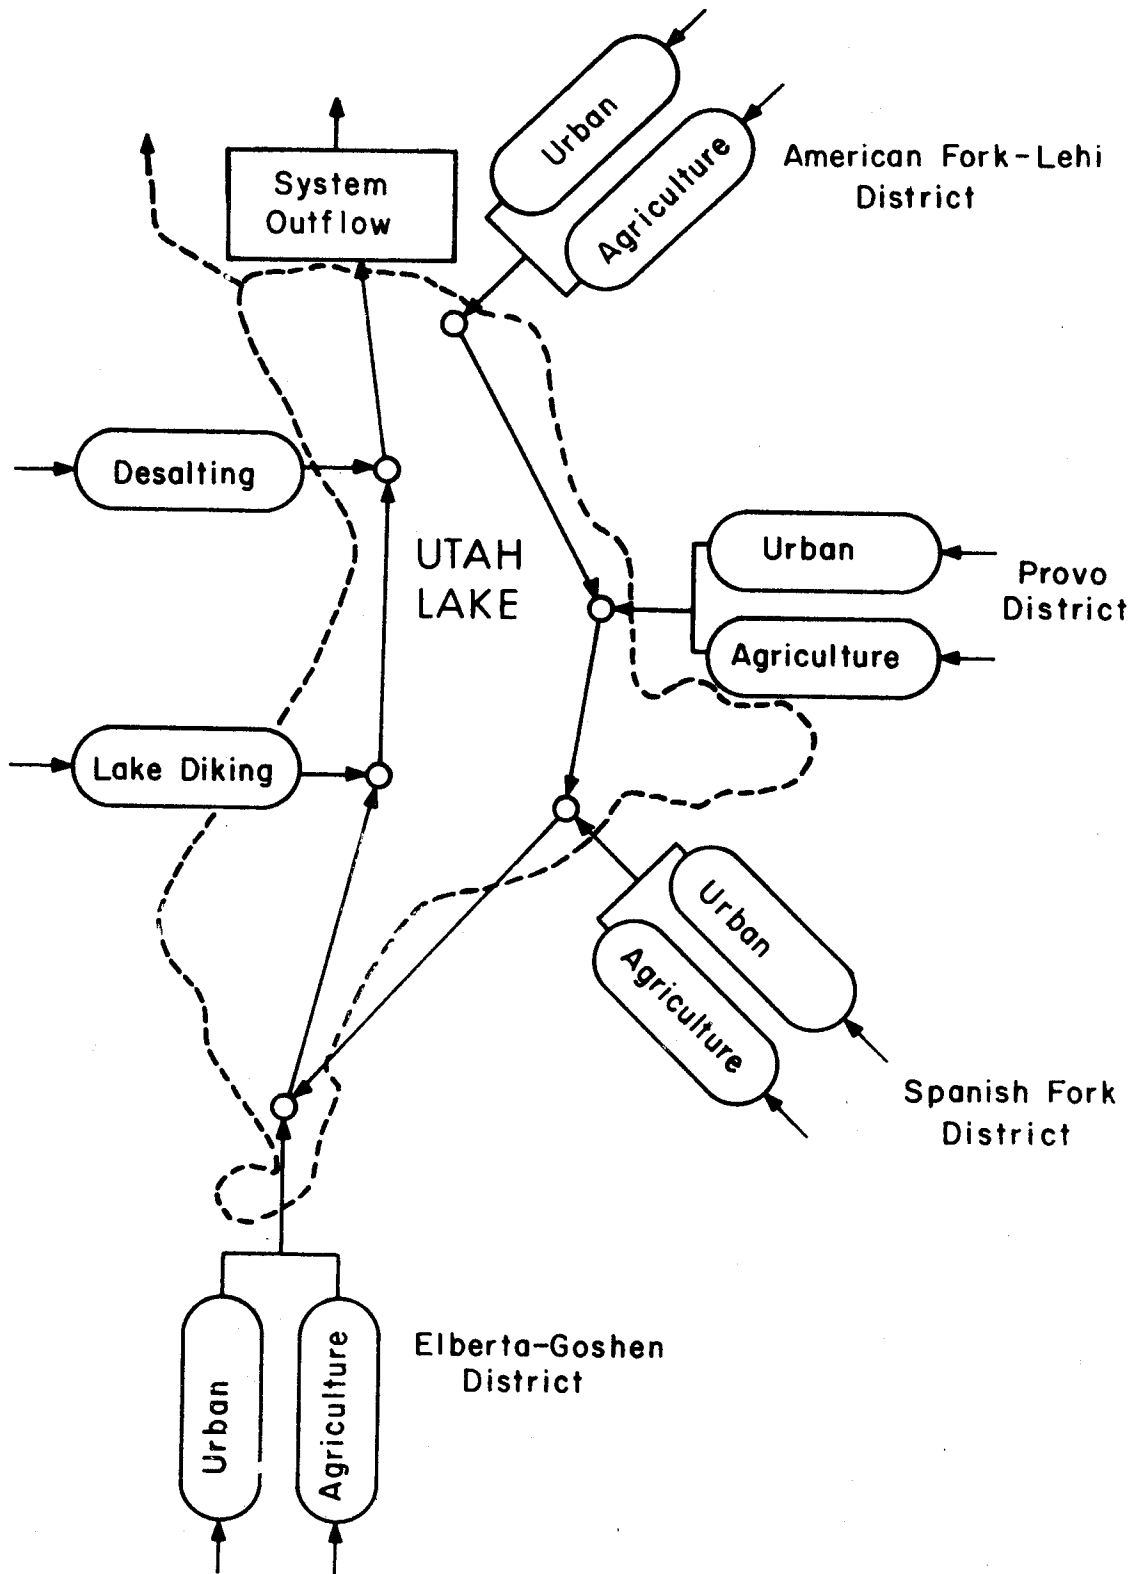 Urban
Agriculture
American Fork-Lehi
District
System
Outflow
Desalting
UTAH
LAKE
Urban
Provo
District
Agriculture
Lake Diking
Urban
Agriculture
Spanish Fork
District
Elberta-Goshen
District
Urban
Agriculture